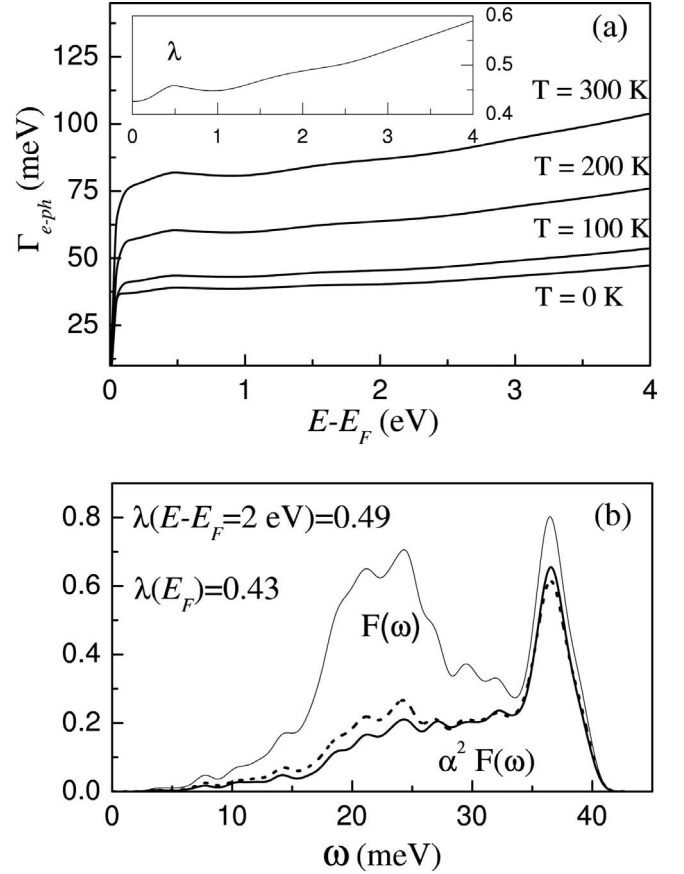 (a)
0.6
0.5
0.4
λ
0 1 2 3 4
125
100
75
50
25
Γe-ph (meV)
T = 300 K
T = 200 K
T = 100 K
T = 0 K
0 1 2 3 4
E-EF (eV)
(b)
0.8
0.6
0.4
0.2
0.0
λ(E-EF=2 eV)=0.49
λ(EF)=0.43
F(ω)
α² F(ω)
0 10 20 30 40
ω (meV)